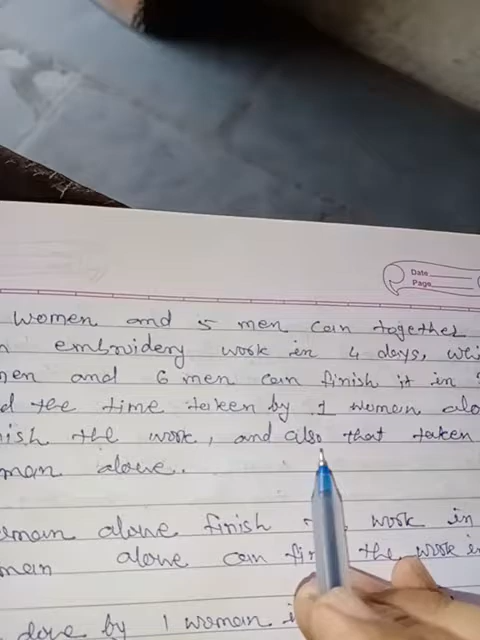 Date
Page
women and 5 men can together
embroidery work in 4 days,
and 6 men can finish it in
the time taken by 1 women
the work, and also that taken
man alone.
alone finish work in
alone can the work
done by 1 woman